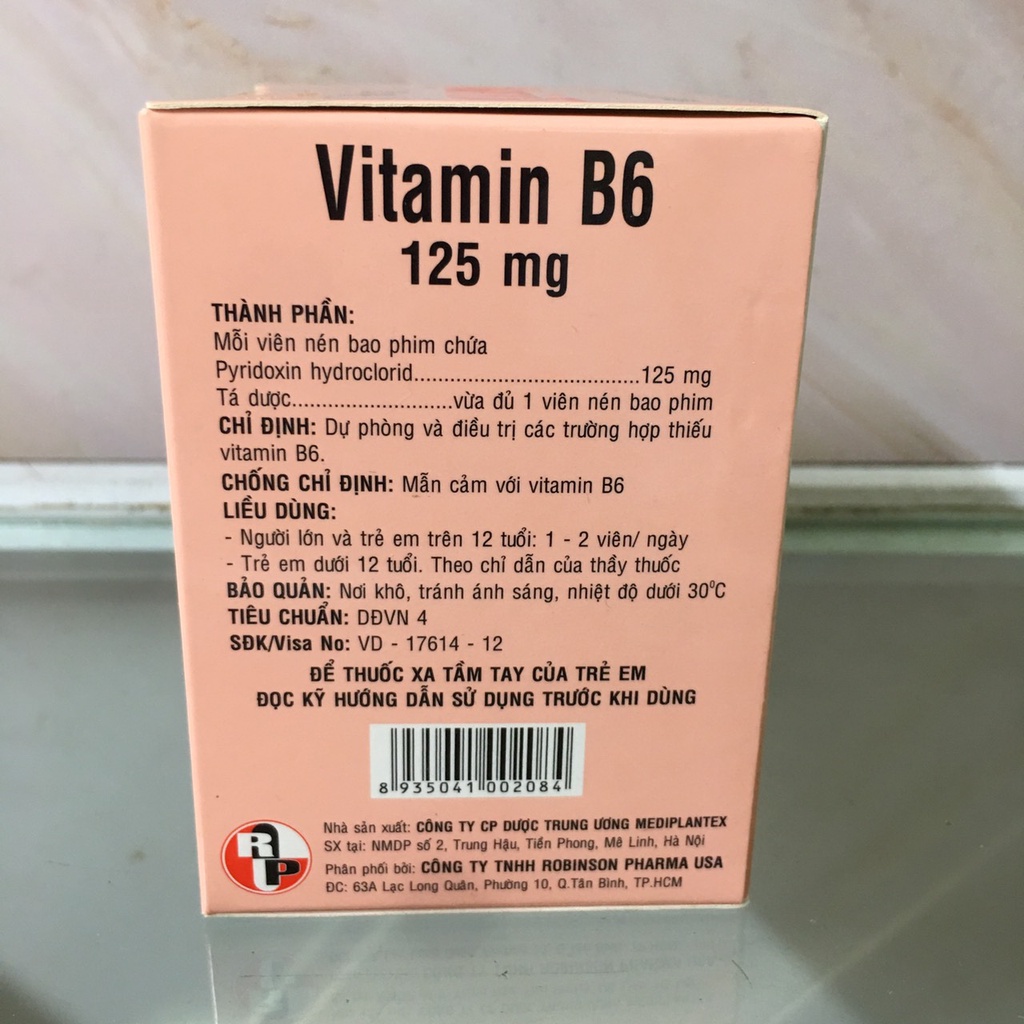 Vitamin B6
125 mg
THÀNH PHẦN:
Mỗi viên nén bao phim chứa
Pyridoxin hydroclorid......................................125 mg
Tá dược...........................vừa đủ 1 viên nén bao phim
CHỈ ĐỊNH: Dự phòng và điều trị các trường hợp thiếu
vitamin B6.
CHỐNG CHỈ ĐỊNH: Mẫn cảm với vitamin B6
LIỀU DÙNG:
- Người lớn và trẻ em trên 12 tuổi: 1 - 2 viên/ ngày
- Trẻ em dưới 12 tuổi. Theo chỉ dẫn của thầy thuốc
BẢO QUẢN: Nơi khô, tránh ánh sáng, nhiệt độ dưới 30⁰C
TIÊU CHUẨN: DĐVN 4
SĐK/Visa No: VD - 17614 - 12
ĐỂ THUỐC XA TẦM TAY CỦA TRẺ EM
ĐỌC KỸ HƯỚNG DẪN SỬ DỤNG TRƯỚC KHI DÙNG
8 935041 002084
RP
Nhà sản xuất: CÔNG TY CP DƯỢC TRUNG ƯƠNG MEDIPLANTEX
SX tại: NMDP số 2, Trung Hậu, Tiền Phong, Mê Linh, Hà Nội
Phân phối bởi: CÔNG TY TNHH ROBINSON PHARMA USA
ĐC: 63A Lạc Long Quân, Phường 10, Q.Tân Bình, TP.HCM